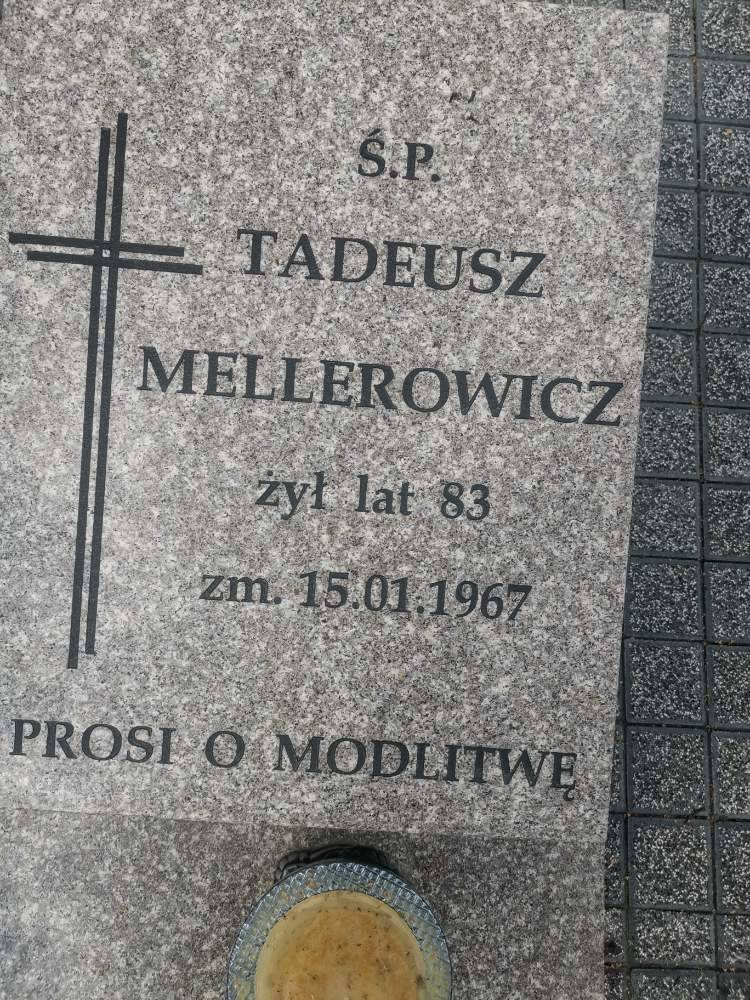 Ś.P.
TADEUSZ
MELLEROWICZ
żył lat 83
zm. 15.01.1967
PROSI O MODLITWĘ